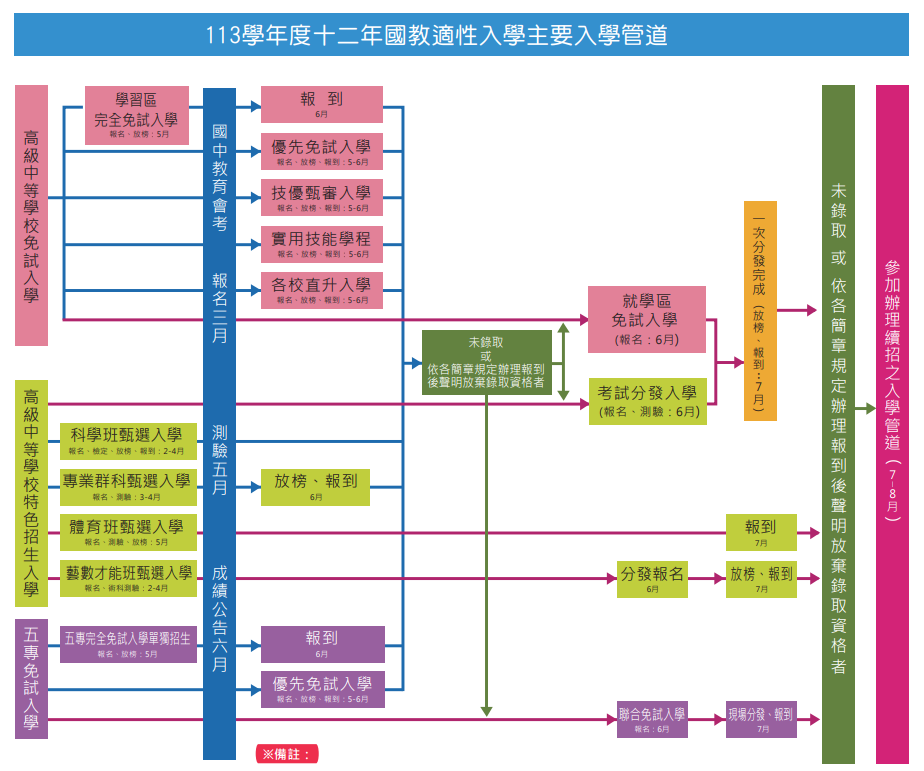 113學年度十二年國教適性入學主要入學管道
高級中等學校免試入學
學習區
完全免試入學
報名、放榜：5月
國中教育會考 報名三月 測驗五月 成績公告六月
報 到
6月
優先免試入學
報名、放榜、報到：5-6月
技優甄審入學
報名、放榜、報到：5-6月
實用技能學程
報名、放榜、報到：5-6月
各校直升入學
報名、放榜、報到：5-6月
未錄取
或
依各簡章規定辦理報到
後聲明放棄錄取資格者
就學區
免試入學
(報名：6月)
考試分發入學
(報名、測驗：6月)
一次分發完成（放榜、報到：7月）
未錄取 或 依各簡章規定辦理報到後聲明放棄錄取資格者
參加辦理續招之入學管道（7-8月）
高級中等學校特色招生入學
科學班甄選入學
報名、檢定、放榜、報到：2-4月
專業群科甄選入學
報名、測驗：3-4月
放榜、報到
6月
體育班甄選入學
報名、測驗、放榜：5月
報到
7月
藝數才能班甄選入學
報名、術科測驗：2-4月
分發報名
6月
放榜、報到
7月
五專免試入學
五專完全免試入學單獨招生
報名、放榜：5月
報到
6月
優先免試入學
報名、放榜、報到：5-6月
聯合免試入學
報名：6月
現場分發、報到
7月
※備註：